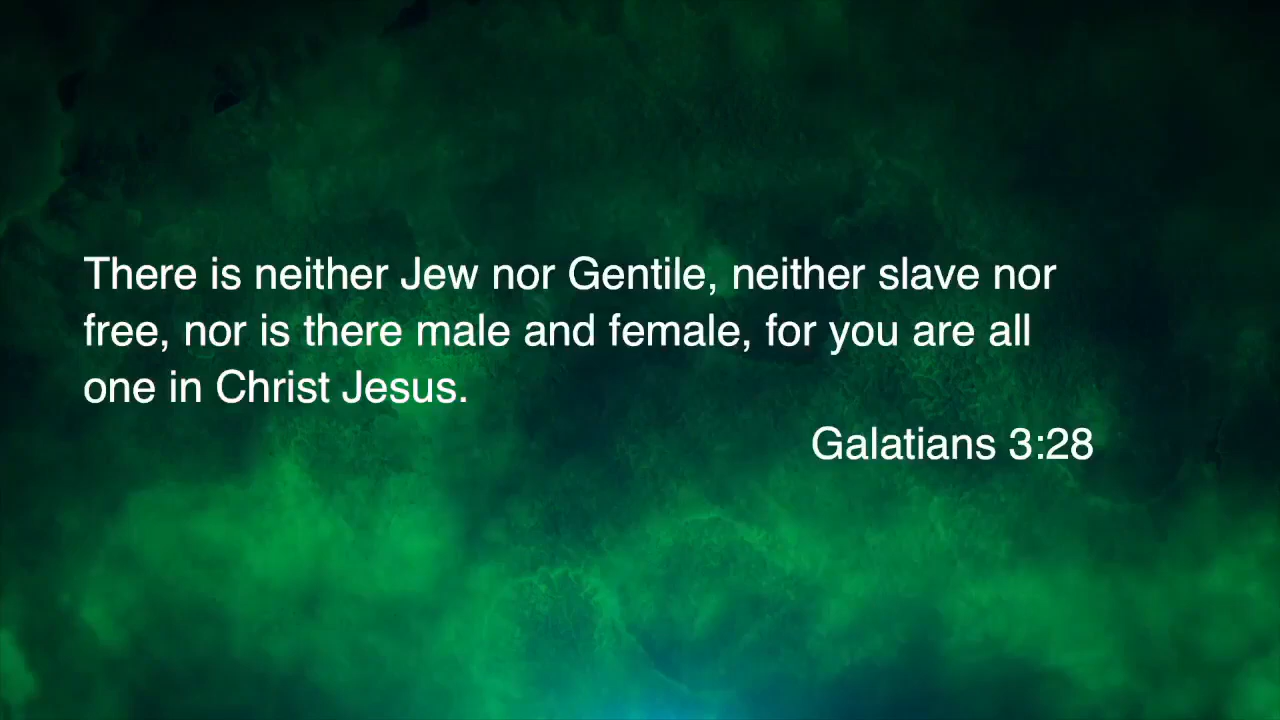 There is neither Jew nor Gentile, neither slave nor
free, nor is there male and female, for you are all
one in Christ Jesus.
Galatians 3:28